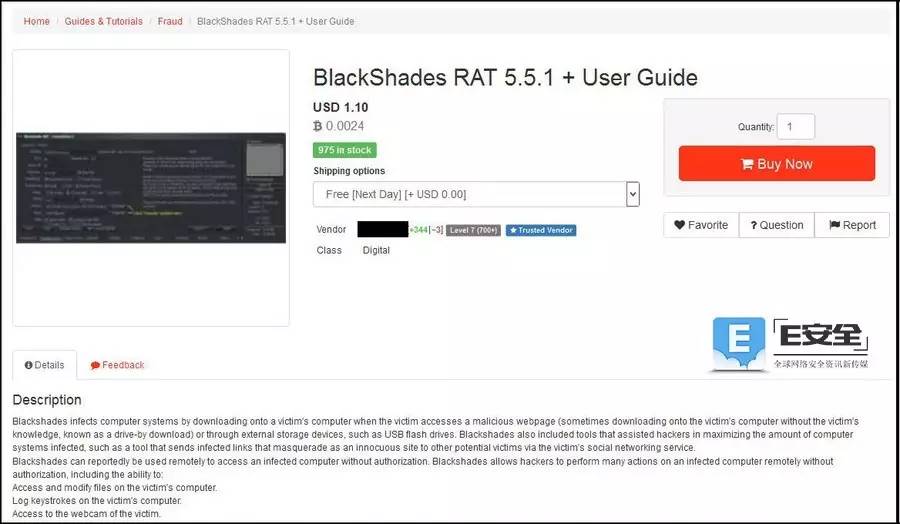 Home / Guides & Tutorials / Fraud / BlackShades RAT 5.5.1 + User Guide
BlackShades RAT 5.5.1 + User Guide
USD 1.10
฿ 0.0024
975 in stock
Shipping options
Free [Next Day] [+ USD 0.00]
Vendor +344|−3| Level 7 (700+) Trusted Vendor
Class Digital
Quantity: 1
Buy Now
Favorite ? Question Report
E E安全
全球网络安全资讯新传媒
Details Feedback
Description
Blackshades infects computer systems by downloading onto a victim's computer when the victim accesses a malicious webpage (sometimes downloading onto the victim's computer without the victim's
knowledge, known as a drive-by download) or through external storage devices, such as USB flash drives. Blackshades also included tools that assisted hackers in maximizing the amount of computer
systems infected, such as a tool that sends infected links that masquerade as an innocuous site to other potential victims via the victim's social networking service.
Blackshades can reportedly be used remotely to access an infected computer without authorization. Blackshades allows hackers to perform many actions on an infected computer remotely without
authorization, including the ability to:
Access and modify files on the victim's computer.
Log keystrokes on the victim's computer.
Access to the webcam of the victim.